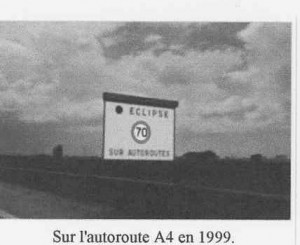 ECLIPSE
70
SUR AUTOROUTES
Sur l'autoroute A4 en 1999.